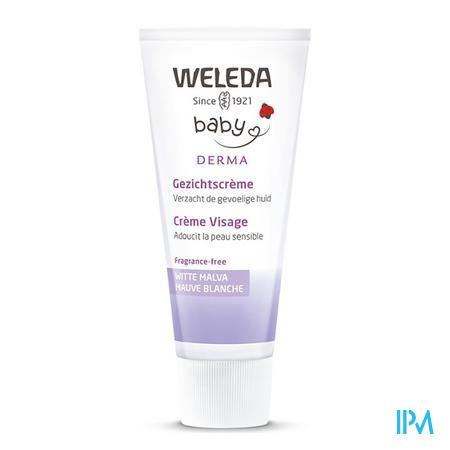 WELEDA
Since 1921
baby
DERMA
Gezichtscrème
Verzacht de gevoelige huid
Crème Visage
Adoucit la peau sensible
Fragrance-free
WITTE MALVA
MAUVE BLANCHE
IPM